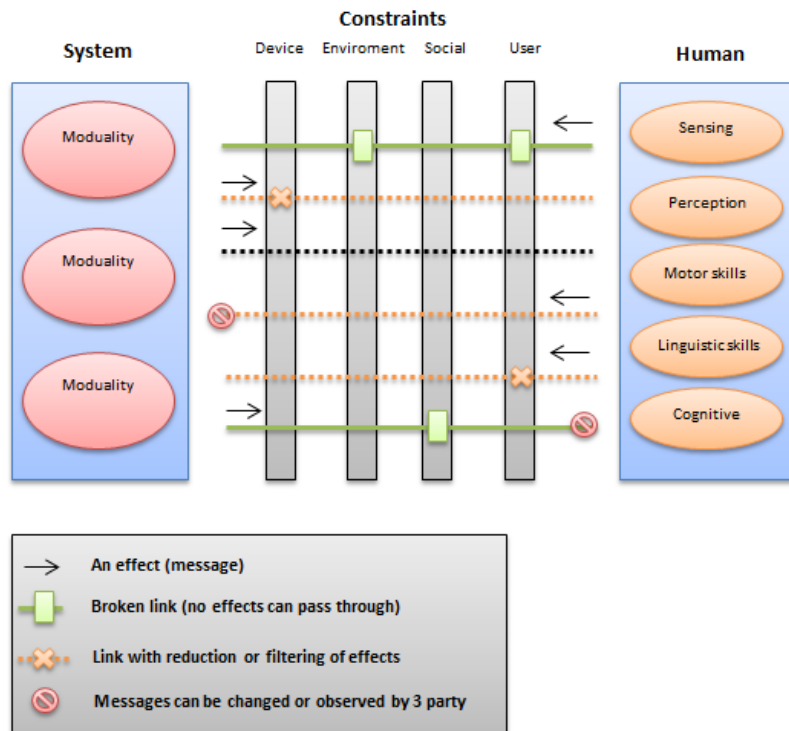 Constraints
System
Device
Enviroment
Social
User
Human
Moduality
Moduality
Moduality
Sensing
Perception
Motor skills
Linguistic skills
Cognitive
An effect (message)
Broken link (no effects can pass through)
Link with reduction or filtering of effects
Messages can be changed or observed by 3 party